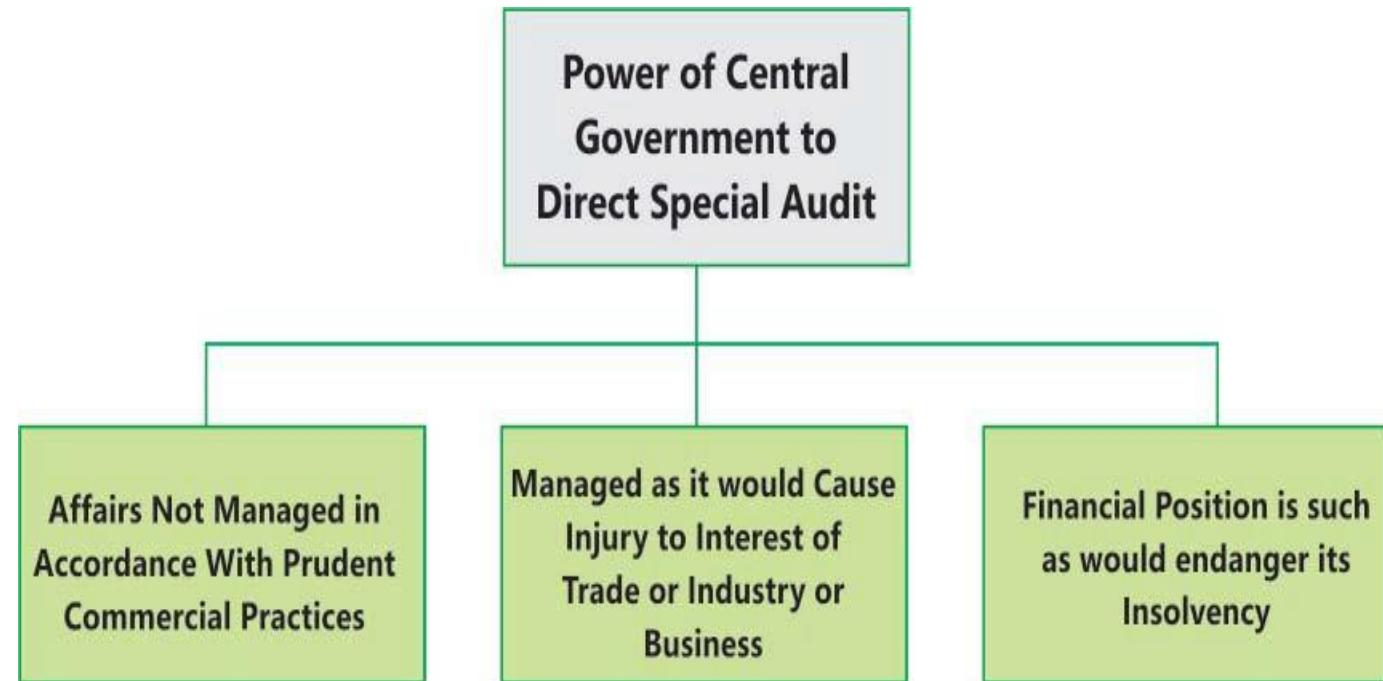 Power of Central
Government to
Direct Special Audit
Affairs Not Managed in
Accordance With Prudent
Commercial Practices
Managed as it would Cause
Injury to Interest of
Trade or Industry or
Business
Financial Position is such
as would endanger its
Insolvency